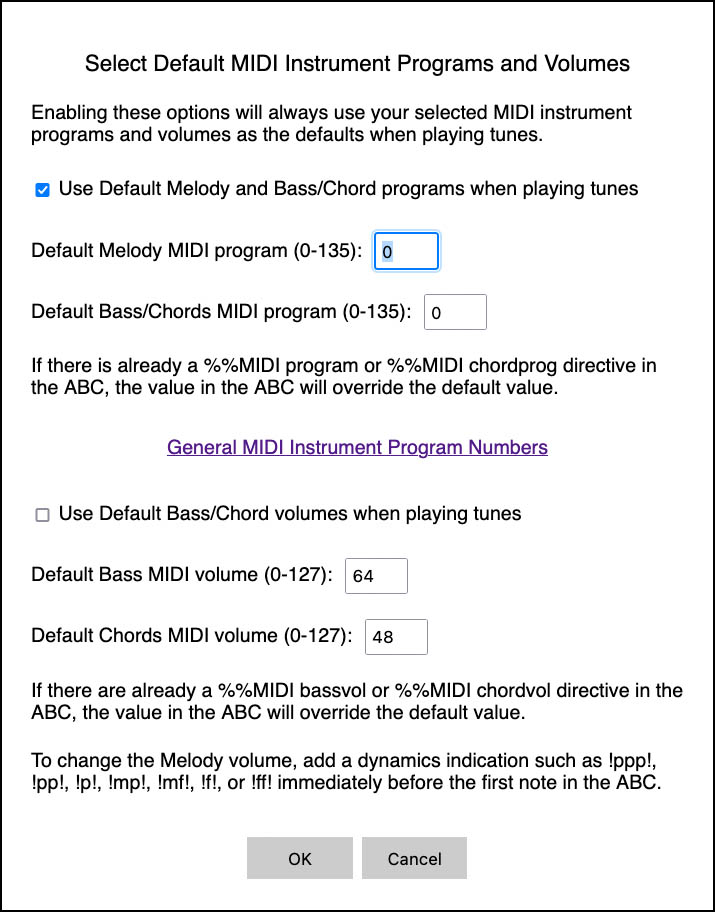 Select Default MIDI Instrument Programs and Volumes
Enabling these options will always use your selected MIDI instrument
programs and volumes as the defaults when playing tunes.
Use Default Melody and Bass/Chord programs when playing tunes
Default Melody MIDI program (0-135): 0
Default Bass/Chords MIDI program (0-135): 0
If there is already a %%MIDI program or %%MIDI chordprog directive in
the ABC, the value in the ABC will override the default value.
General MIDI Instrument Program Numbers
Use Default Bass/Chord volumes when playing tunes
Default Bass MIDI volume (0-127): 64
Default Chords MIDI volume (0-127): 48
If there are already a %%MIDI bassvol or %%MIDI chordvol directive in the
ABC, the value in the ABC will override the default value.
To change the Melody volume, add a dynamics indication such as !ppp!,
!pp!, !p!, !mp!, !mf!, !f!, or !ff! immediately before the first note in the ABC.
OK Cancel